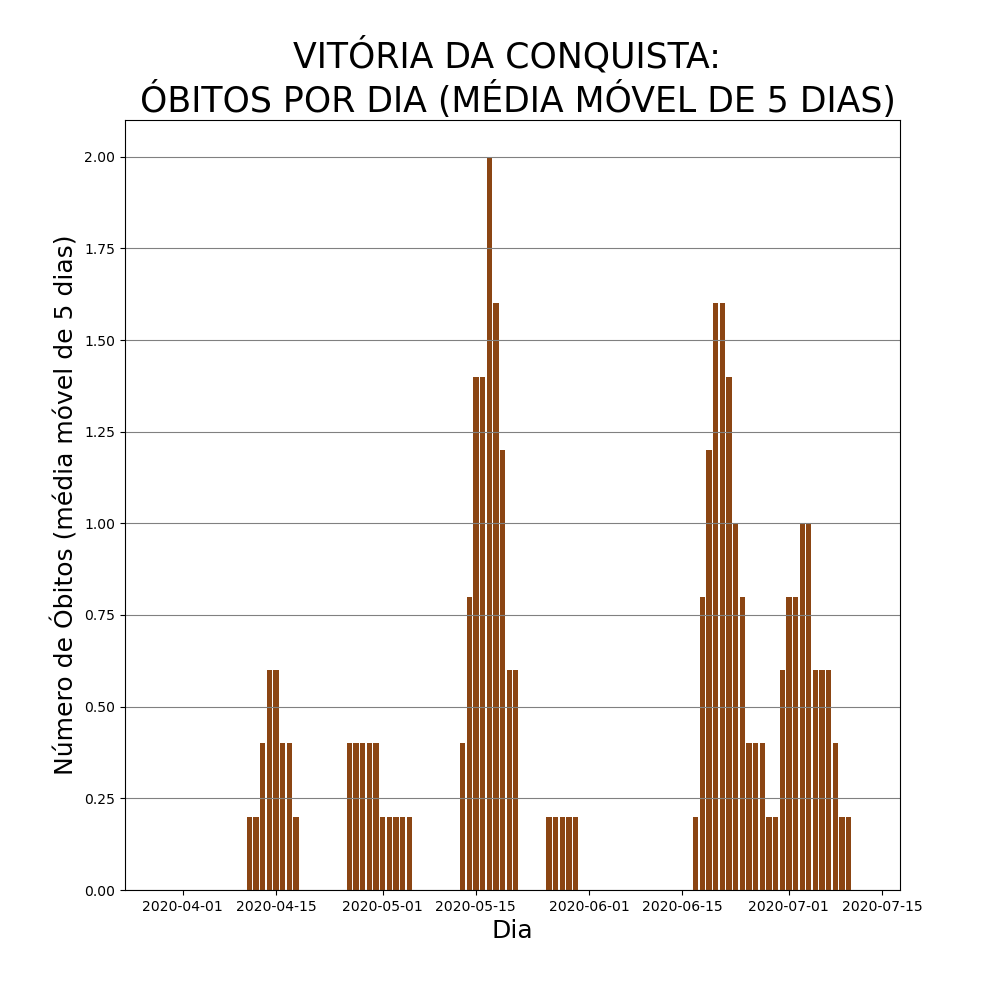 VITÓRIA DA CONQUISTA:
ÓBITOS POR DIA (MÉDIA MÓVEL DE 5 DIAS)
Número de Óbitos (média móvel de 5 dias)
2.00
1.75
1.50
1.25
1.00
0.75
0.50
0.25
0.00
2020-04-01 2020-04-15 2020-05-01 2020-05-15 2020-06-01 2020-06-15 2020-07-01 2020-07-15
Dia